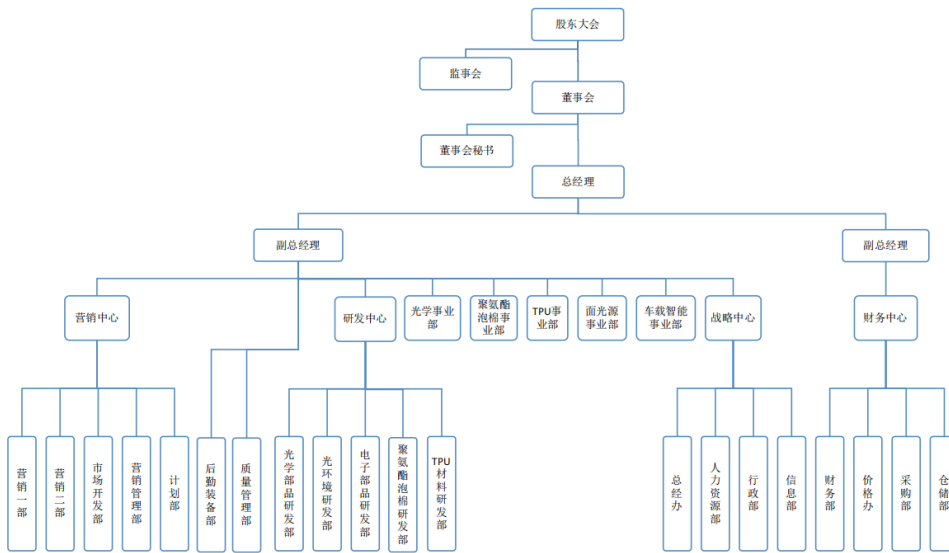 股东大会
监事会
董事会
董事会秘书
总经理
副总经理
副总经理
营销中心
研发中心
光学事业
部
聚氨酯
泡棉事业
部
TPU事
业部
面光源
事业部
车载智能
事业部
战略中心
财务中心
营销一部
营销二部
市场开发部
营销管理部
计划部
后勤装备部
质量管理部
光学部品研发部
光环境研发部
电子部品研发部
聚氨酯泡棉研发部
TPU材料研发部
总经办
人力资源部
行政部
信息部
财务部
价格办
采购部
仓储部